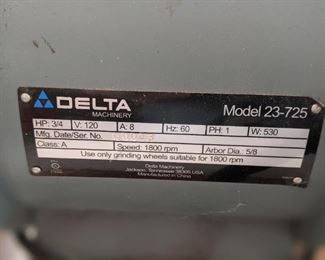 DELTA
MACHINERY
Model 23-725
HP: 3/4 V: 120 A: 8 Hz: 60 PH: 1 W: 530
Mfg. Date/Ser. No.
Class: A Speed: 1800 rpm Arbor Dia.: 5/8
Use only grinding wheels suitable for 1800 rpm
Delta Machinery
Jackson, Tennessee 38305 USA
Manufactured in China